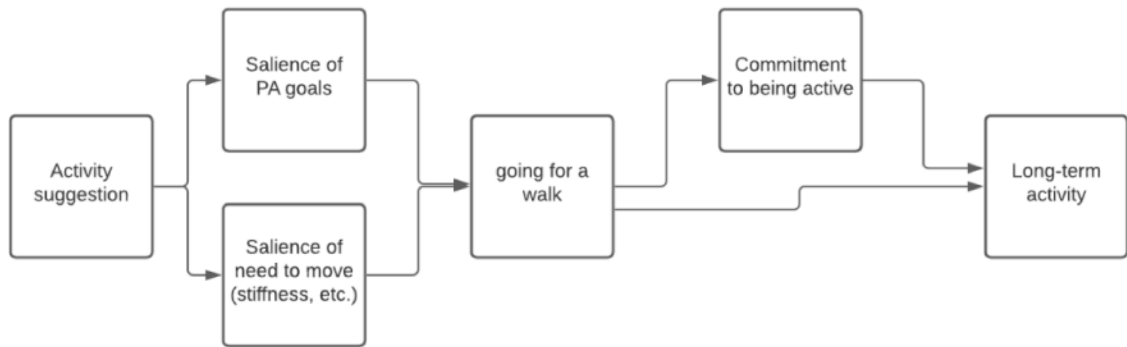 Activity
suggestion
Salience of
PA goals
Salience of
need to move
(stiffness, etc.)
going for a
walk
Commitment
to being active
Long-term
activity